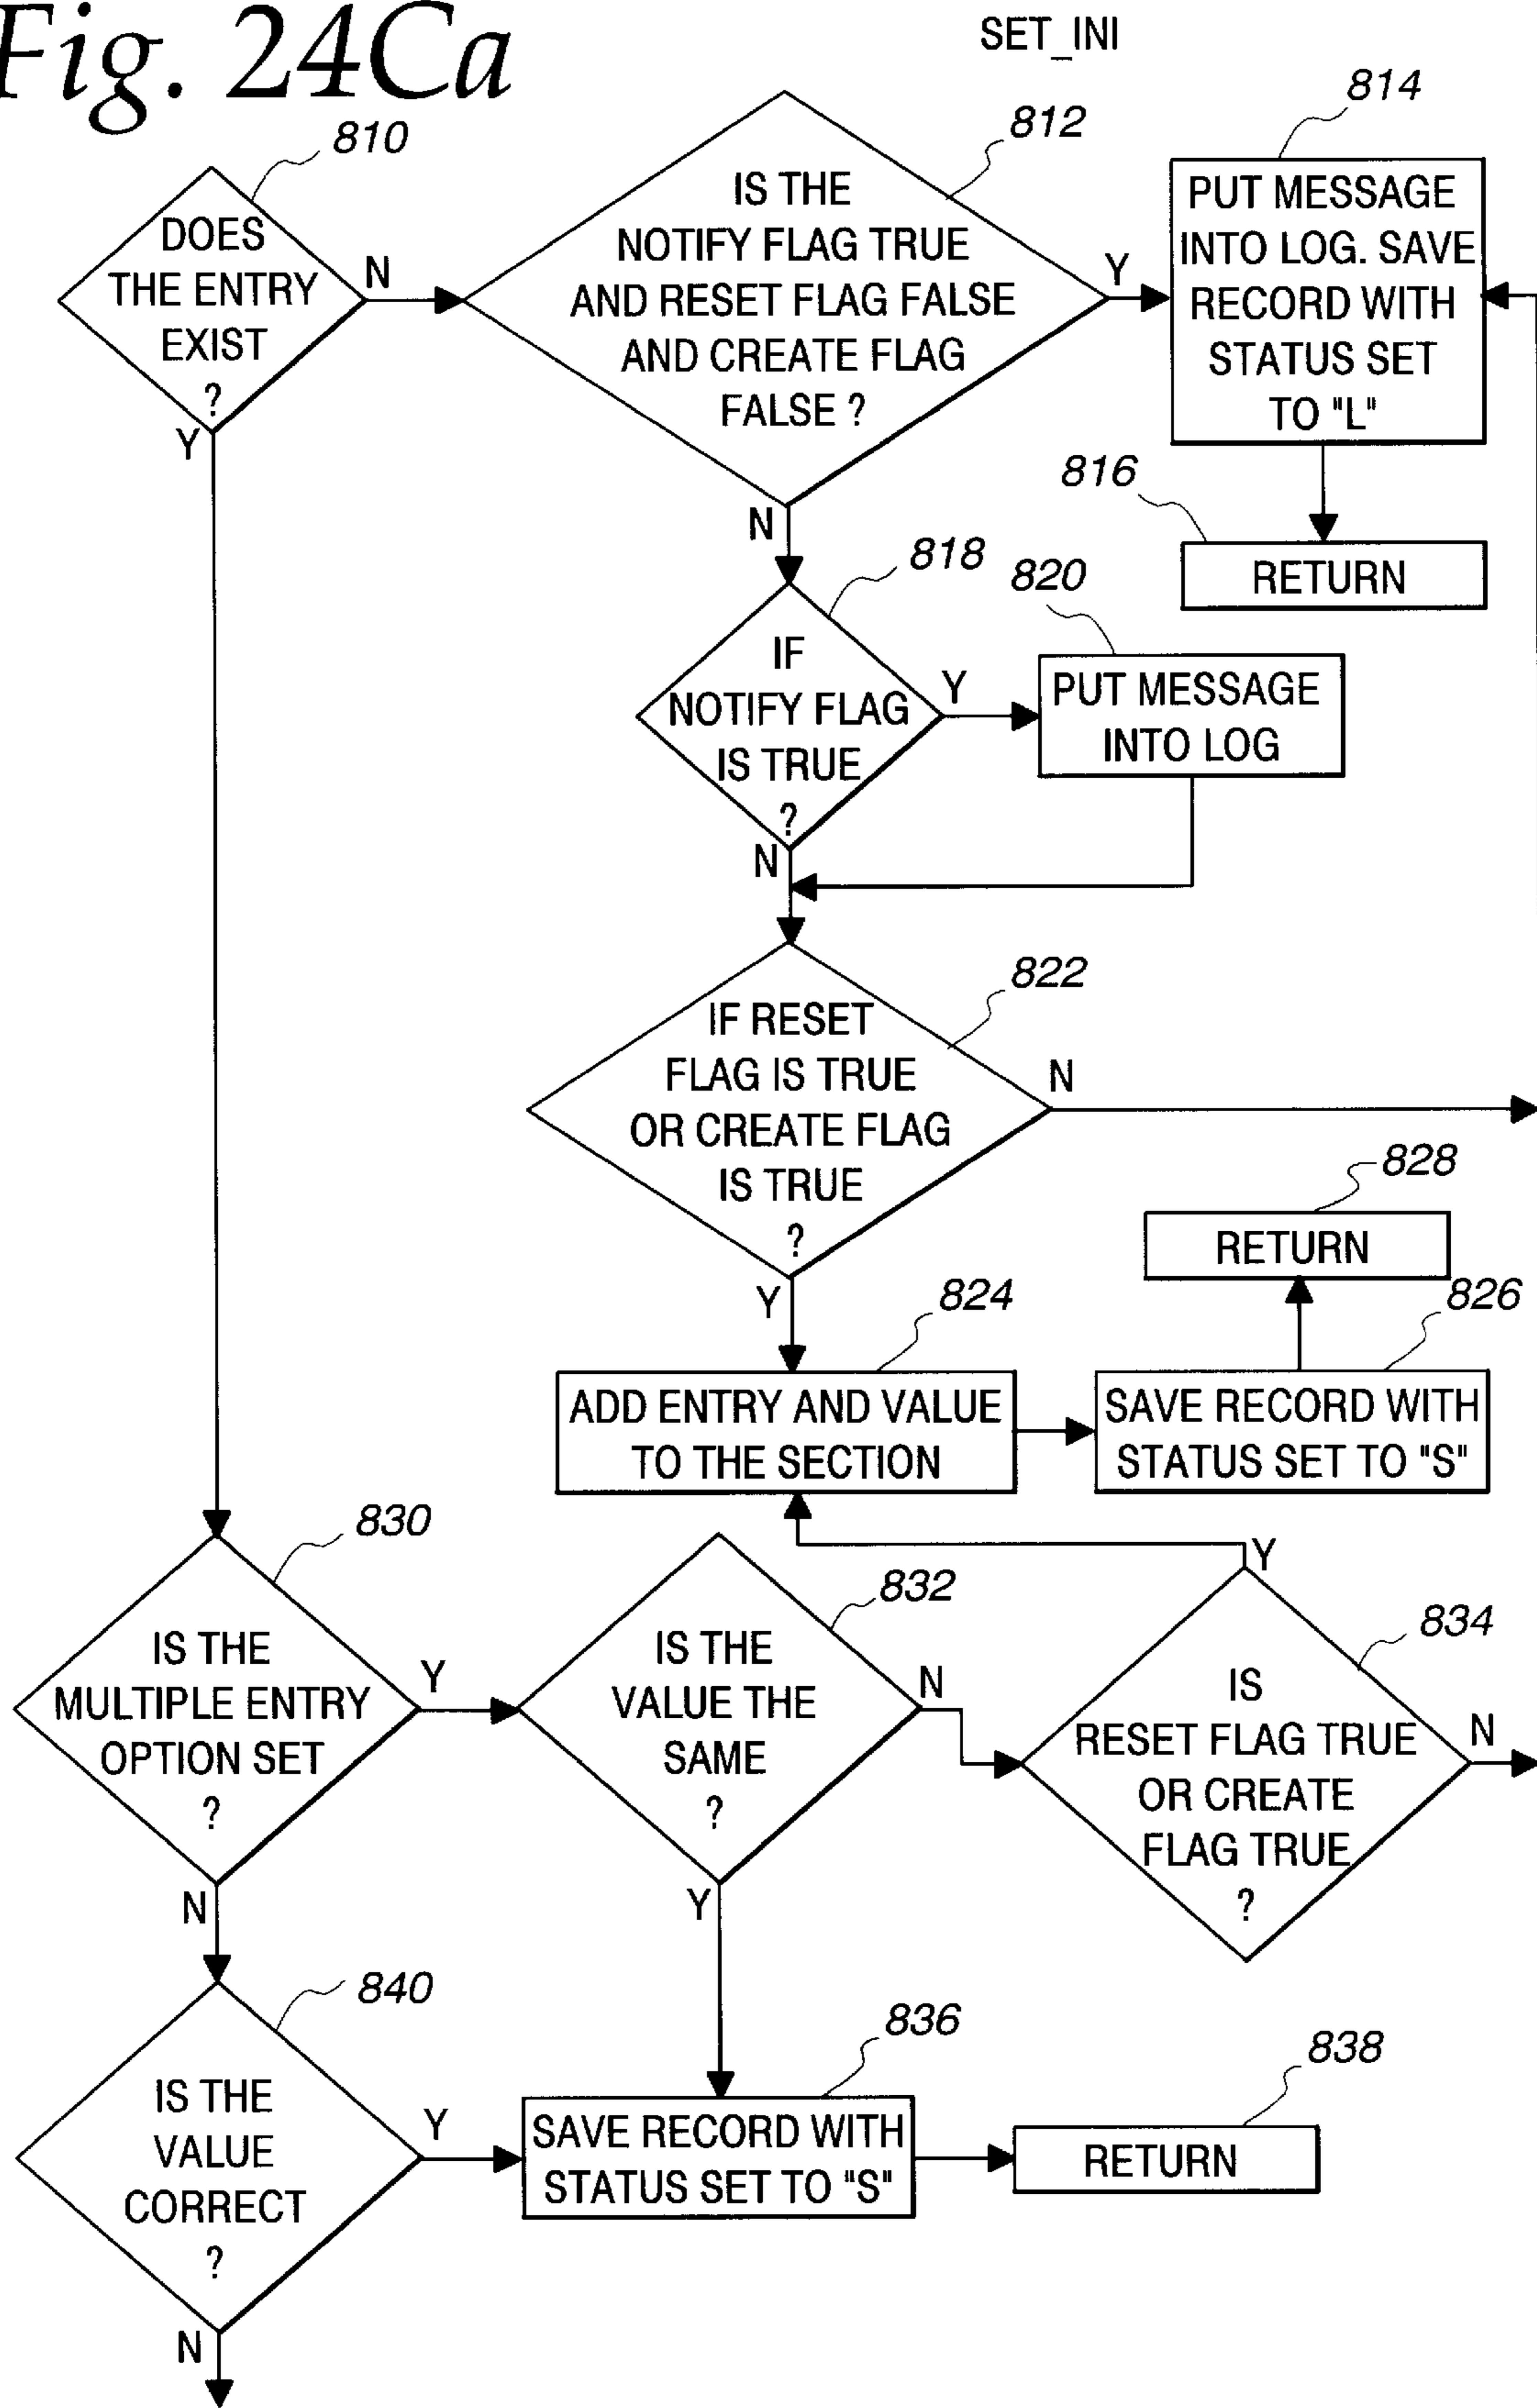 Fig. 24Ca
SET_INI
810
DOES
THE ENTRY
EXIST
?
N
Y
812
IS THE
NOTIFY FLAG TRUE
AND RESET FLAG FALSE
AND CREATE FLAG
FALSE ?
Y
N
814
PUT MESSAGE
INTO LOG. SAVE
RECORD WITH
STATUS SET
TO "L"
816
RETURN
818
IF
NOTIFY FLAG
IS TRUE
?
Y
N
820
PUT MESSAGE
INTO LOG
822
IF RESET
FLAG IS TRUE
OR CREATE FLAG
IS TRUE
?
N
Y
828
RETURN
824
ADD ENTRY AND VALUE
TO THE SECTION
826
SAVE RECORD WITH
STATUS SET TO "S"
830
IS THE
MULTIPLE ENTRY
OPTION SET
?
Y
N
832
IS THE
VALUE THE
SAME
?
N
Y
834
Y
IS
RESET FLAG TRUE
OR CREATE
FLAG TRUE
?
N
840
IS THE
VALUE
CORRECT
?
Y
N
836
SAVE RECORD WITH
STATUS SET TO "S"
838
RETURN